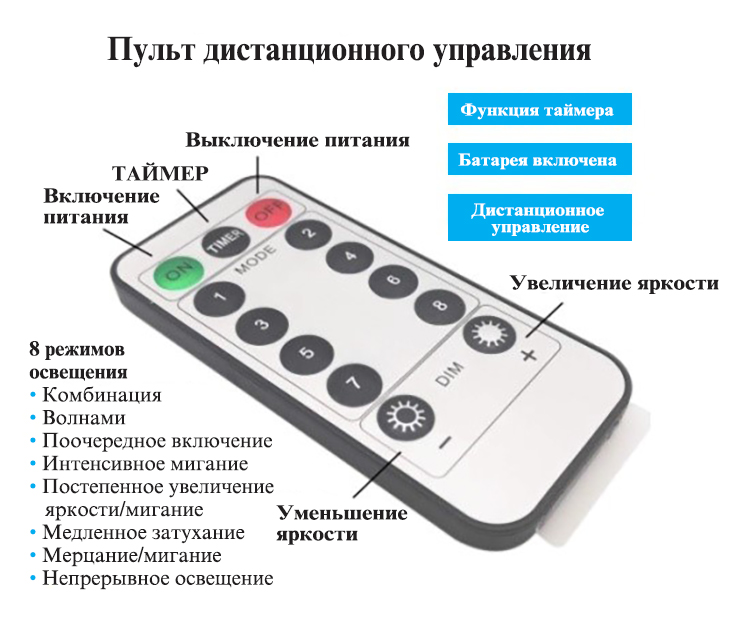 Пульт дистанционного управления
Функция таймера
Батарея включена
Дистанционное
управление
Выключение питания
ТАЙМЕР
Включение
питания
OFF
TIMER
ON
MODE
2
4
6
8
1
3
5
7
Увеличение яркости
+
DIM
−
Уменьшение
яркости
8 режимов
освещения
• Комбинация
• Волнами
• Поочередное включение
• Интенсивное мигание
• Постепенное увеличение
яркости/мигание
• Медленное затухание
• Мерцание/мигание
• Непрерывное освещение